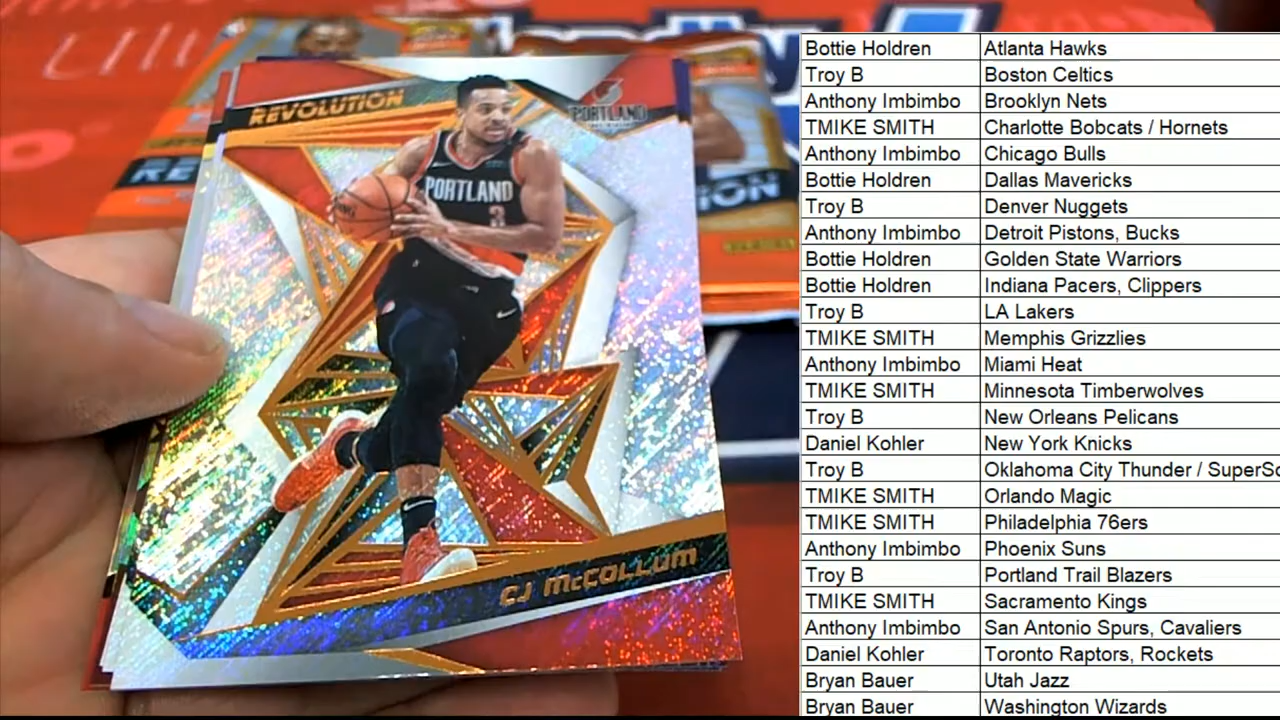 REVOLUTION
PORTLAND
PORTLAND
3
CJ McCOLLUM
RE
ION
Bottie Holdren Atlanta Hawks
Troy B Boston Celtics
Anthony Imbimbo Brooklyn Nets
TMIKE SMITH Charlotte Bobcats / Hornets
Anthony Imbimbo Chicago Bulls
Bottie Holdren Dallas Mavericks
Troy B Denver Nuggets
Anthony Imbimbo Detroit Pistons, Bucks
Bottie Holdren Golden State Warriors
Bottie Holdren Indiana Pacers, Clippers
Troy B LA Lakers
TMIKE SMITH Memphis Grizzlies
Anthony Imbimbo Miami Heat
TMIKE SMITH Minnesota Timberwolves
Troy B New Orleans Pelicans
Daniel Kohler New York Knicks
Troy B Oklahoma City Thunder / SuperSo
TMIKE SMITH Orlando Magic
TMIKE SMITH Philadelphia 76ers
Anthony Imbimbo Phoenix Suns
Troy B Portland Trail Blazers
TMIKE SMITH Sacramento Kings
Anthony Imbimbo San Antonio Spurs, Cavaliers
Daniel Kohler Toronto Raptors, Rockets
Bryan Bauer Utah Jazz
Bryan Bauer Washington Wizards